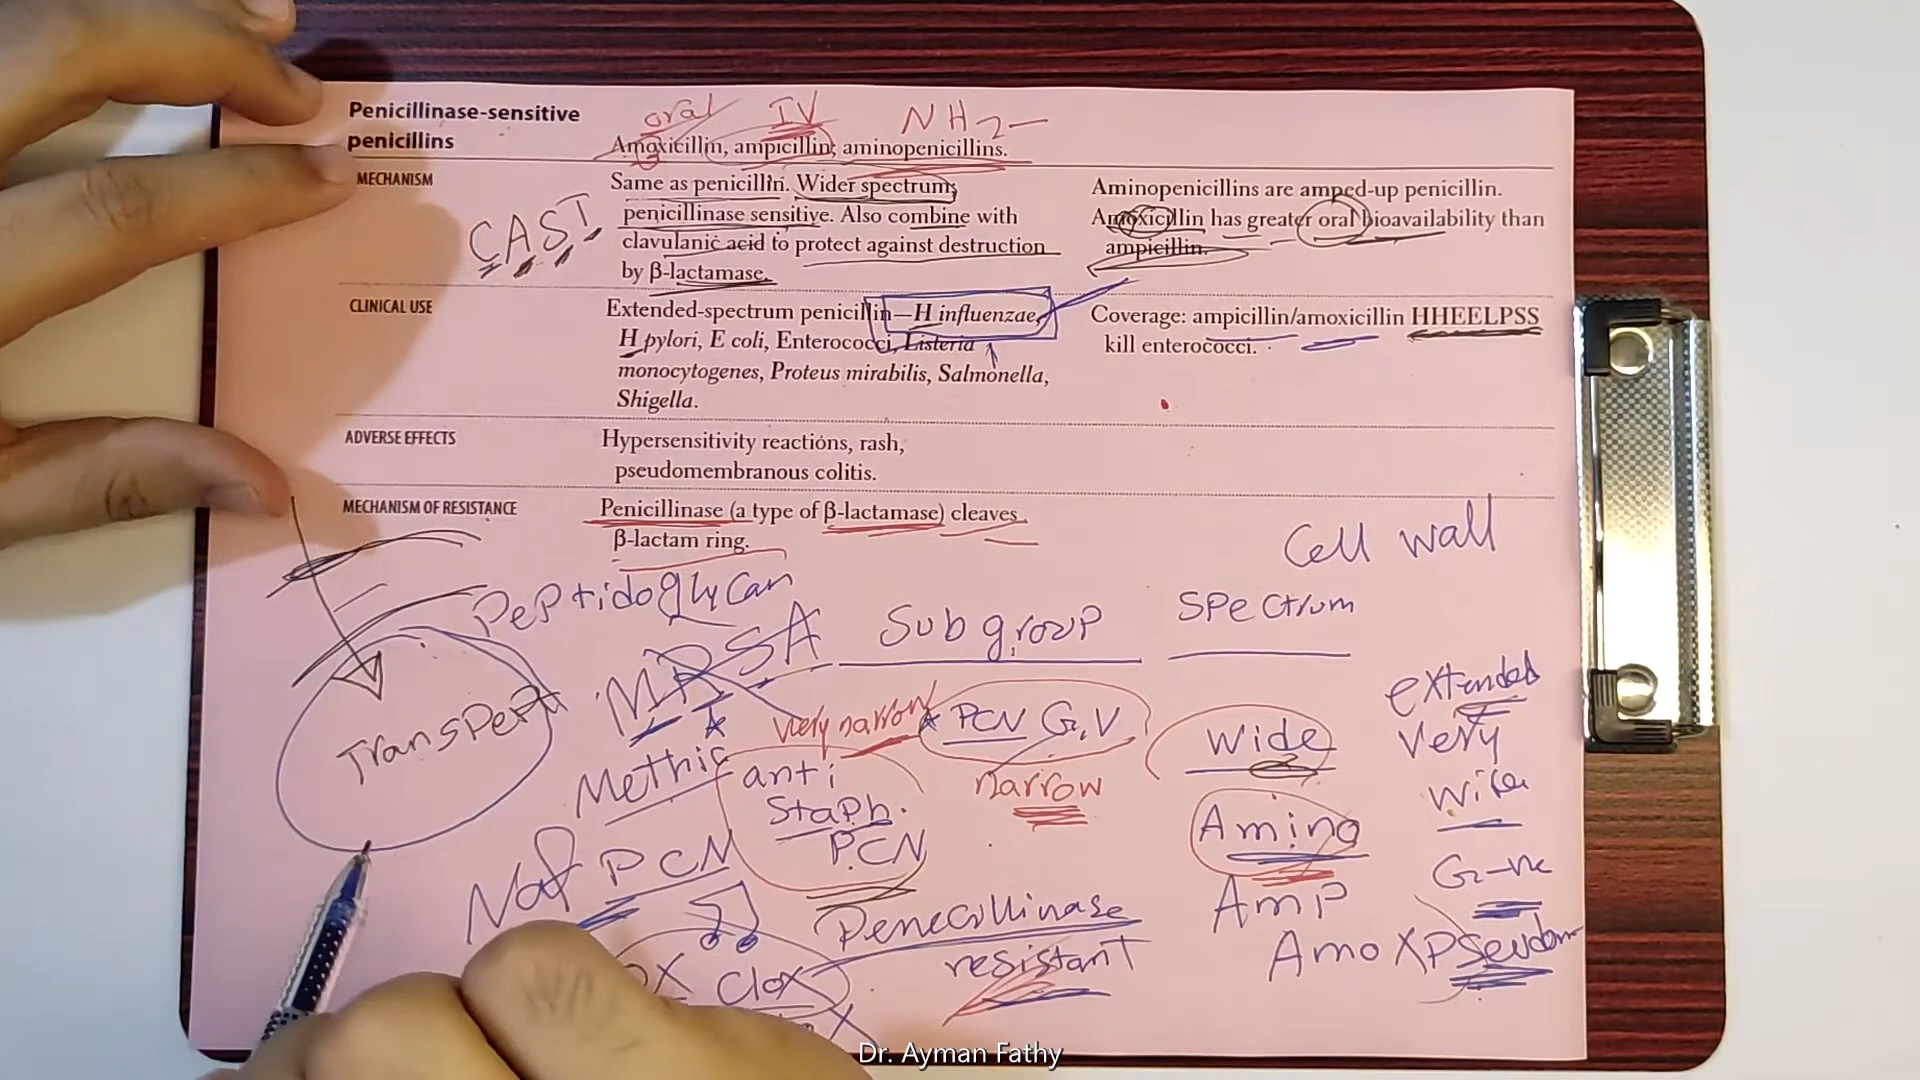 oral IV NH2
Penicillinase-sensitive
penicillins
Amoxicillin, ampicillin; aminopenicillins.
MECHANISM
Same as penicillin. Wider spectrum;
penicillinase sensitive. Also combine with
clavulanic acid to protect against destruction
by β-lactamase.
CAST
Aminopenicillins are amped-up penicillin.
Amoxicillin has greater oral bioavailability than
ampicillin.
CLINICAL USE
Extended-spectrum penicillin—H influenzae,
H pylori, E coli, Enterococci, Listeria
monocytogenes, Proteus mirabilis, Salmonella,
Shigella.
Coverage: ampicillin/amoxicillin HHEELPSS
kill enterococci.
ADVERSE EFFECTS
Hypersensitivity reactions, rash,
pseudomembranous colitis.
MECHANISM OF RESISTANCE
Penicillinase (a type of β-lactamase) cleaves
β-lactam ring.
Cell wall
Peptidoglycan
Subgroup
Spectrum
MRSA
Transpept
Methic
very narrow
PCN G,V
narrow
anti
Staph.
PCN
Wide
extended
very
Amino
G-ve
Naf PCN
Amp
Amox
Penecillinase
resistant
Pseudom
OX Clox
Dr. Ayman Fathy